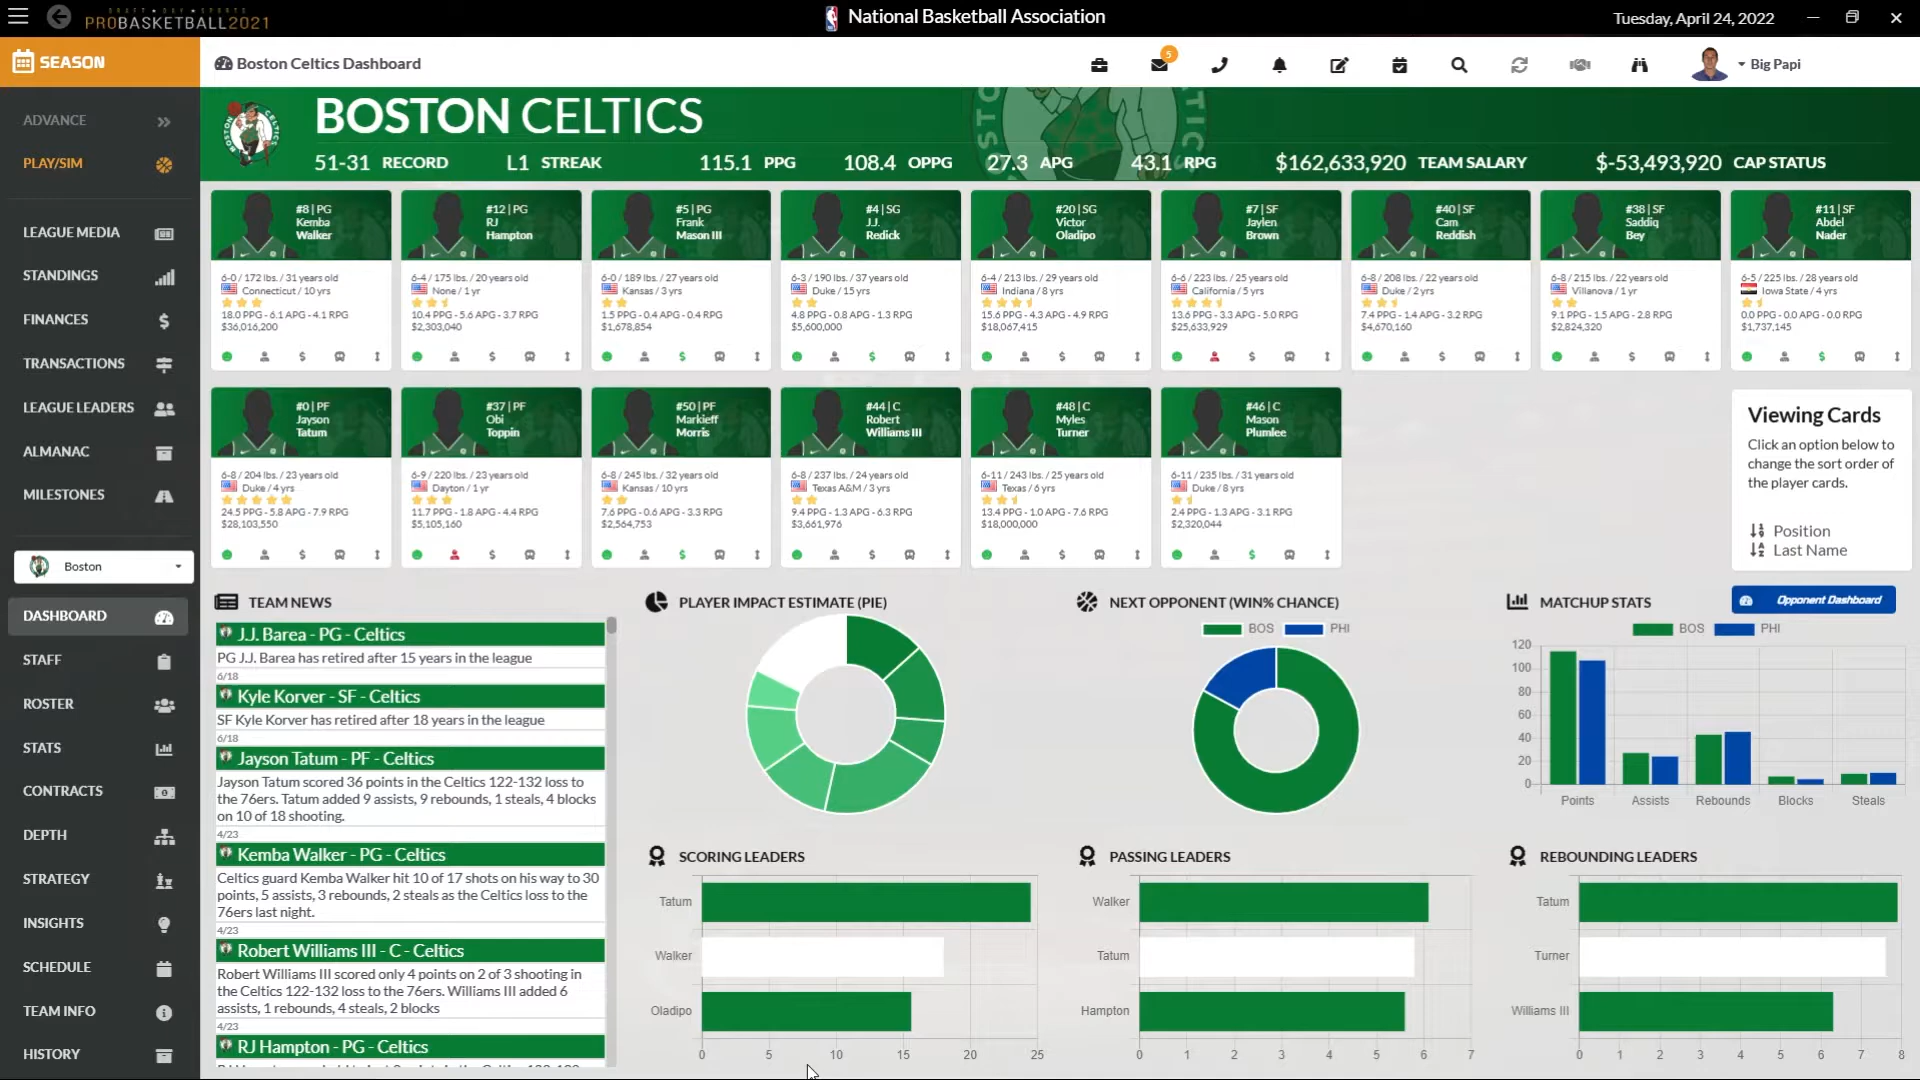 DRAFT DAY SPORTS
PROBASKETBALL2021
National Basketball Association
Tuesday, April 24, 2022
SEASON
Boston Celtics Dashboard
5
Big Papi
BOSTON CELTICS
51-31 RECORD
L1 STREAK
115.1 PPG
108.4 OPPG
27.3 APG
43.1 RPG
$162,633,920 TEAM SALARY
$-53,493,920 CAP STATUS
ADVANCE
PLAY/SIM
LEAGUE MEDIA
STANDINGS
FINANCES
TRANSACTIONS
LEAGUE LEADERS
ALMANAC
MILESTONES
Boston
DASHBOARD
STAFF
ROSTER
STATS
CONTRACTS
DEPTH
STRATEGY
INSIGHTS
SCHEDULE
TEAM INFO
HISTORY
#8 | PG
Kemba
Walker
6-0 / 172 lbs. / 31 years old
Connecticut / 10 yrs
18.0 PPG - 6.1 APG - 4.1 RPG
$36,016,200
#12 | PG
RJ
Hampton
6-4 / 175 lbs. / 20 years old
None / 1 yr
10.4 PPG - 5.6 APG - 3.7 RPG
$2,303,040
#5 | PG
Frank
Mason III
6-0 / 189 lbs. / 27 years old
Kansas / 3 yrs
1.5 PPG - 0.4 APG - 0.4 RPG
$1,678,854
#4 | SG
J.J.
Redick
6-3 / 190 lbs. / 37 years old
Duke / 15 yrs
4.8 PPG - 0.8 APG - 1.3 RPG
$5,600,000
#20 | SG
Victor
Oladipo
6-4 / 213 lbs. / 29 years old
Indiana / 8 yrs
15.6 PPG - 4.3 APG - 4.9 RPG
$18,067,415
#7 | SF
Jaylen
Brown
6-6 / 223 lbs. / 25 years old
California / 5 yrs
13.6 PPG - 3.3 APG - 5.0 RPG
$25,633,929
#40 | SF
Cam
Reddish
6-8 / 208 lbs. / 22 years old
Duke / 2 yrs
7.4 PPG - 1.4 APG - 3.2 RPG
$4,670,160
#38 | SF
Saddiq
Bey
6-8 / 215 lbs. / 22 years old
Villanova / 1 yr
9.1 PPG - 1.5 APG - 2.8 RPG
$2,824,320
#11 | SF
Abdel
Nader
6-5 / 225 lbs. / 28 years old
Iowa State / 4 yrs
0.0 PPG - 0.0 APG - 0.0 RPG
$1,737,145
#0 | PF
Jayson
Tatum
6-8 / 204 lbs. / 23 years old
Duke / 4 yrs
24.5 PPG - 5.8 APG - 7.9 RPG
$28,103,550
#37 | PF
Obi
Toppin
6-9 / 220 lbs. / 23 years old
Dayton / 1 yr
11.7 PPG - 1.8 APG - 4.4 RPG
$5,105,160
#50 | PF
Markieff
Morris
6-8 / 245 lbs. / 32 years old
Kansas / 10 yrs
7.6 PPG - 0.6 APG - 3.3 RPG
$2,564,753
#44 | C
Robert
Williams III
6-8 / 237 lbs. / 24 years old
Texas A&M / 3 yrs
9.4 PPG - 1.3 APG - 6.3 RPG
$3,661,976
#48 | C
Myles
Turner
6-11 / 243 lbs. / 25 years old
Texas / 6 yrs
13.4 PPG - 1.0 APG - 7.6 RPG
$18,000,000
#46 | C
Mason
Plumlee
6-11 / 235 lbs. / 31 years old
Duke / 8 yrs
2.4 PPG - 1.3 APG - 3.1 RPG
$2,320,044
Viewing Cards
Click an option below to
change the sort order of
the player cards.
Position
Last Name
TEAM NEWS
J.J. Barea - PG - Celtics
PG J.J. Barea has retired after 15 years in the league
6/18
Kyle Korver - SF - Celtics
SF Kyle Korver has retired after 18 years in the league
6/18
Jayson Tatum - PF - Celtics
Jayson Tatum scored 36 points in the Celtics 122-132 loss to
the 76ers. Tatum added 9 assists, 9 rebounds, 1 steals, 4 blocks
on 10 of 18 shooting.
4/23
Kemba Walker - PG - Celtics
Celtics guard Kemba Walker hit 10 of 17 shots on his way to 30
points, 5 assists, 3 rebounds, 2 steals as the Celtics loss to the
76ers last night.
4/23
Robert Williams III - C - Celtics
Robert Williams III scored only 4 points on 2 of 3 shooting in
the Celtics 122-132 loss to the 76ers. Williams III added 6
assists, 1 rebounds, 4 steals, 2 blocks
4/23
RJ Hampton - PG - Celtics
PLAYER IMPACT ESTIMATE (PIE)
NEXT OPPONENT (WIN% CHANCE)
BOS PHI
MATCHUP STATS
Opponent Dashboard
BOS PHI
120
100
80
60
40
20
0
Points Assists Rebounds Blocks Steals
SCORING LEADERS
Tatum
Walker
Oladipo
0 5 10 15 20 25
PASSING LEADERS
Walker
Tatum
Hampton
0 1 2 3 4 5 6 7
REBOUNDING LEADERS
Tatum
Turner
Williams III
0 1 2 3 4 5 6 7 8